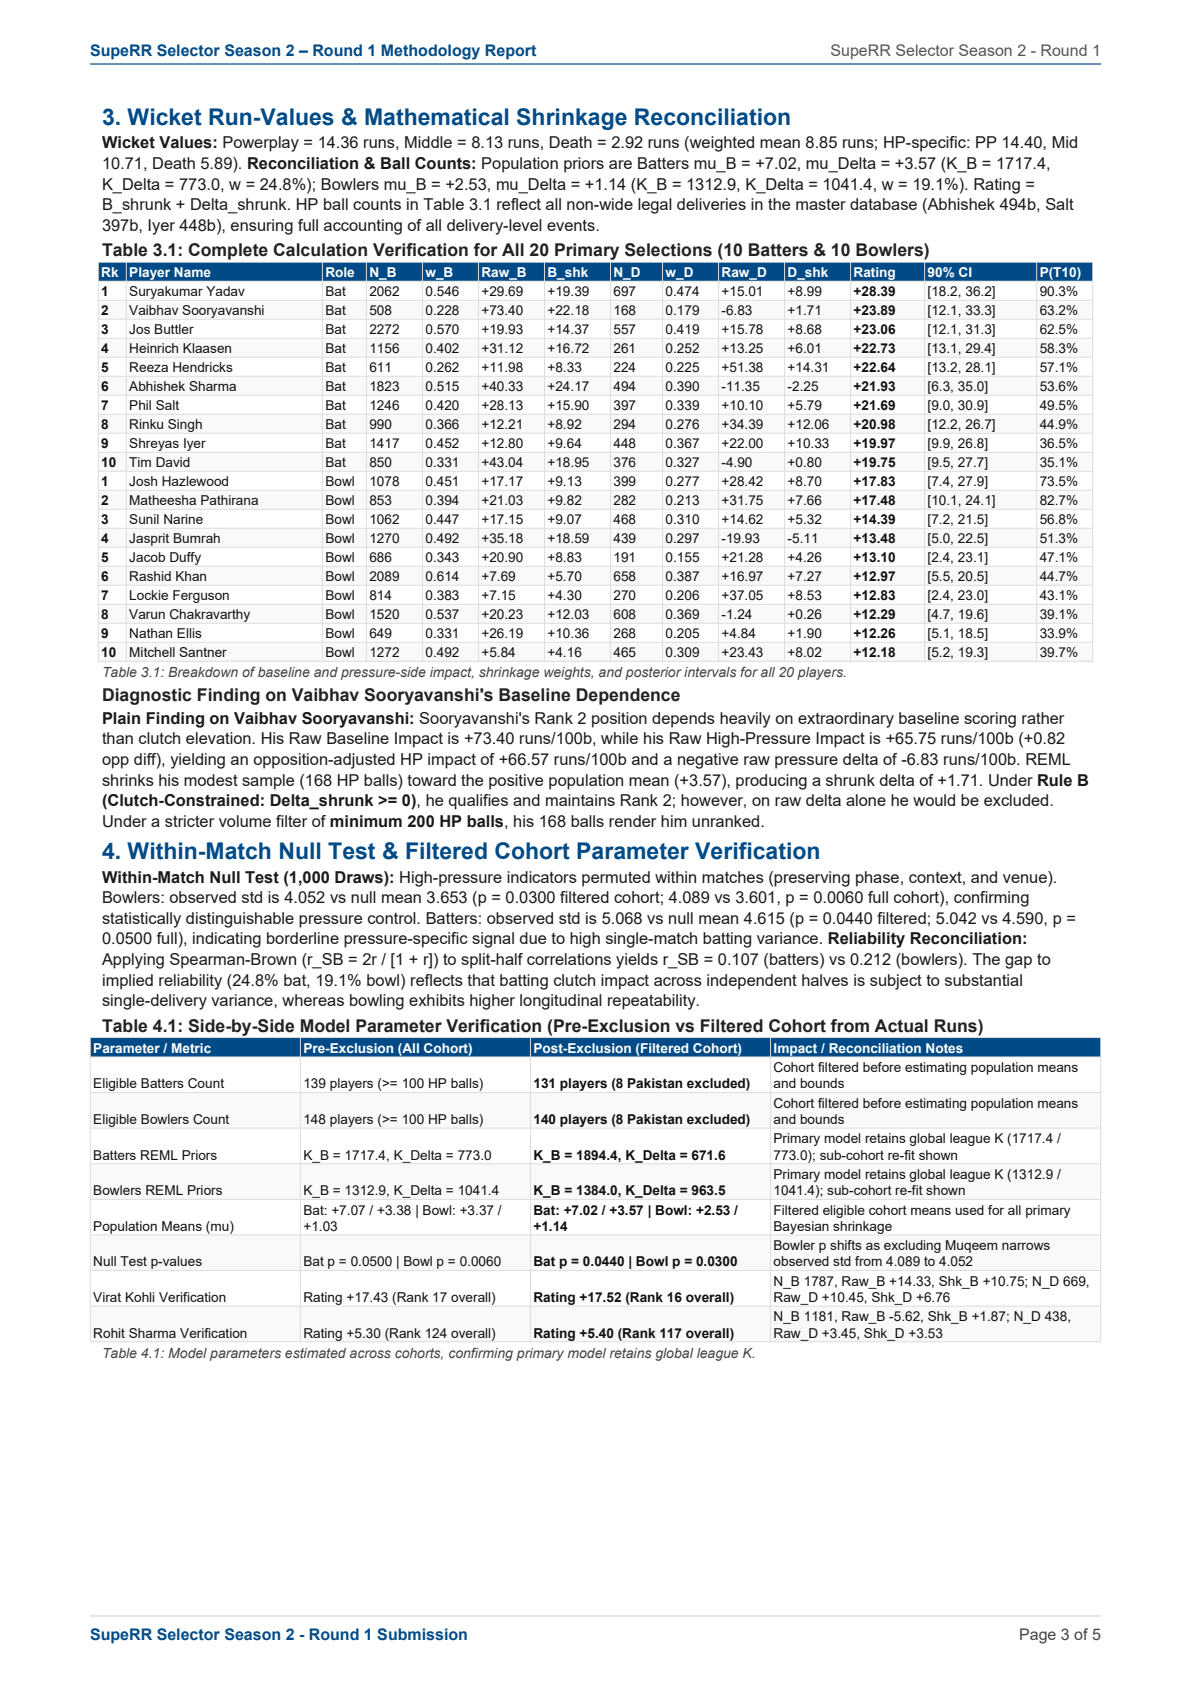 SupeRR Selector Season 2 – Round 1 Methodology Report SupeRR Selector Season 2 - Round 1
3. Wicket Run-Values & Mathematical Shrinkage Reconciliation
Wicket Values: Powerplay = 14.36 runs, Middle = 8.13 runs, Death = 2.92 runs (weighted mean 8.85 runs; HP-specific: PP 14.40, Mid
10.71, Death 5.89). Reconciliation & Ball Counts: Population priors are Batters mu_B = +7.02, mu_Delta = +3.57 (K_B = 1717.4,
K_Delta = 773.0, w = 24.8%); Bowlers mu_B = +2.53, mu_Delta = +1.14 (K_B = 1312.9, K_Delta = 1041.4, w = 19.1%). Rating =
B_shrunk + Delta_shrunk. HP ball counts in Table 3.1 reflect all non-wide legal deliveries in the master database (Abhishek 494b, Salt
397b, Iyer 448b), ensuring full accounting of all delivery-level events.
Table 3.1: Complete Calculation Verification for All 20 Primary Selections (10 Batters & 10 Bowlers)
Rk Player Name Role N_B w_B Raw_B B_shk N_D w_D Raw_D D_shk Rating 90% CI P(T10)
1 Suryakumar Yadav Bat 2062 0.546 +29.69 +19.39 697 0.474 +15.01 +8.99 +28.39 [18.2, 36.2] 90.3%
2 Vaibhav Sooryavanshi Bat 508 0.228 +73.40 +22.18 168 0.179 -6.83 +1.71 +23.89 [12.1, 33.3] 63.2%
3 Jos Buttler Bat 2272 0.570 +19.93 +14.37 557 0.419 +15.78 +8.68 +23.06 [12.1, 31.3] 62.5%
4 Heinrich Klaasen Bat 1156 0.402 +31.12 +16.72 261 0.252 +13.25 +6.01 +22.73 [13.1, 29.4] 58.3%
5 Reeza Hendricks Bat 611 0.262 +11.98 +8.33 224 0.225 +51.38 +14.31 +22.64 [13.2, 28.1] 57.1%
6 Abhishek Sharma Bat 1823 0.515 +40.33 +24.17 494 0.390 -11.35 -2.25 +21.93 [6.3, 35.0] 53.6%
7 Phil Salt Bat 1246 0.420 +28.13 +15.90 397 0.339 +10.10 +5.79 +21.69 [9.0, 30.9] 49.5%
8 Rinku Singh Bat 990 0.366 +12.21 +8.92 294 0.276 +34.39 +12.06 +20.98 [12.2, 26.7] 44.9%
9 Shreyas Iyer Bat 1417 0.452 +12.80 +9.64 448 0.367 +22.00 +10.33 +19.97 [9.9, 26.8] 36.5%
10 Tim David Bat 850 0.331 +43.04 +18.95 376 0.327 -4.90 +0.80 +19.75 [9.5, 27.7] 35.1%
1 Josh Hazlewood Bowl 1078 0.451 +17.17 +9.13 399 0.277 +28.42 +8.70 +17.83 [7.4, 27.9] 73.5%
2 Matheesha Pathirana Bowl 853 0.394 +21.03 +9.82 282 0.213 +31.75 +7.66 +17.48 [10.1, 24.1] 82.7%
3 Sunil Narine Bowl 1062 0.447 +17.15 +9.07 468 0.310 +14.62 +5.32 +14.39 [7.2, 21.5] 56.8%
4 Jasprit Bumrah Bowl 1270 0.492 +35.18 +18.59 439 0.297 -19.93 -5.11 +13.48 [5.0, 22.5] 51.3%
5 Jacob Duffy Bowl 686 0.343 +20.90 +8.83 191 0.155 +21.28 +4.26 +13.10 [2.4, 23.1] 47.1%
6 Rashid Khan Bowl 2089 0.614 +7.69 +5.70 658 0.387 +16.97 +7.27 +12.97 [5.5, 20.5] 44.7%
7 Lockie Ferguson Bowl 814 0.383 +7.15 +4.30 270 0.206 +37.05 +8.53 +12.83 [2.4, 23.0] 43.1%
8 Varun Chakravarthy Bowl 1520 0.537 +20.23 +12.03 608 0.369 -1.24 +0.26 +12.29 [4.7, 19.6] 39.1%
9 Nathan Ellis Bowl 649 0.331 +26.19 +10.36 268 0.205 +4.84 +1.90 +12.26 [5.1, 18.5] 33.9%
10 Mitchell Santner Bowl 1272 0.492 +5.84 +4.16 465 0.309 +23.43 +8.02 +12.18 [5.2, 19.3] 39.7%
Table 3.1: Breakdown of baseline and pressure-side impact, shrinkage weights, and posterior intervals for all 20 players.
Diagnostic Finding on Vaibhav Sooryavanshi's Baseline Dependence
Plain Finding on Vaibhav Sooryavanshi: Sooryavanshi's Rank 2 position depends heavily on extraordinary baseline scoring rather
than clutch elevation. His Raw Baseline Impact is +73.40 runs/100b, while his Raw High-Pressure Impact is +65.75 runs/100b (+0.82
opp diff), yielding an opposition-adjusted HP impact of +66.57 runs/100b and a negative raw pressure delta of -6.83 runs/100b. REML
shrinks his modest sample (168 HP balls) toward the positive population mean (+3.57), producing a shrunk delta of +1.71. Under Rule B
(Clutch-Constrained: Delta_shrunk >= 0), he qualifies and maintains Rank 2; however, on raw delta alone he would be excluded.
Under a stricter volume filter of minimum 200 HP balls, his 168 balls render him unranked.
4. Within-Match Null Test & Filtered Cohort Parameter Verification
Within-Match Null Test (1,000 Draws): High-pressure indicators permuted within matches (preserving phase, context, and venue).
Bowlers: observed std is 4.052 vs null mean 3.653 (p = 0.0300 filtered cohort; 4.089 vs 3.601, p = 0.0060 full cohort), confirming
statistically distinguishable pressure control. Batters: observed std is 5.068 vs null mean 4.615 (p = 0.0440 filtered; 5.042 vs 4.590, p =
0.0500 full), indicating borderline pressure-specific signal due to high single-match batting variance. Reliability Reconciliation:
Applying Spearman-Brown (r_SB = 2r / [1 + r]) to split-half correlations yields r_SB = 0.107 (batters) vs 0.212 (bowlers). The gap to
implied reliability (24.8% bat, 19.1% bowl) reflects that batting clutch impact across independent halves is subject to substantial
single-delivery variance, whereas bowling exhibits higher longitudinal repeatability.
Table 4.1: Side-by-Side Model Parameter Verification (Pre-Exclusion vs Filtered Cohort from Actual Runs)
Parameter / Metric Pre-Exclusion (All Cohort) Post-Exclusion (Filtered Cohort) Impact / Reconciliation Notes
Cohort filtered before estimating population means
Eligible Batters Count 139 players (>= 100 HP balls) 131 players (8 Pakistan excluded) and bounds
Cohort filtered before estimating population means
Eligible Bowlers Count 148 players (>= 100 HP balls) 140 players (8 Pakistan excluded) and bounds
Primary model retains global league K (1717.4 /
Batters REML Priors K_B = 1717.4, K_Delta = 773.0 K_B = 1894.4, K_Delta = 671.6 773.0); sub-cohort re-fit shown
Primary model retains global league K (1312.9 /
Bowlers REML Priors K_B = 1312.9, K_Delta = 1041.4 K_B = 1384.0, K_Delta = 963.5 1041.4); sub-cohort re-fit shown
Bat: +7.07 / +3.38 | Bowl: +3.37 / Bat: +7.02 / +3.57 | Bowl: +2.53 / Filtered eligible cohort means used for all primary
Population Means (mu) +1.03 +1.14 Bayesian shrinkage
Bowler p shifts as excluding Muqeem narrows
Null Test p-values Bat p = 0.0500 | Bowl p = 0.0060 Bat p = 0.0440 | Bowl p = 0.0300 observed std from 4.089 to 4.052
N_B 1787, Raw_B +14.33, Shk_B +10.75; N_D 669,
Virat Kohli Verification Rating +17.43 (Rank 17 overall) Rating +17.52 (Rank 16 overall) Raw_D +10.45, Shk_D +6.76
N_B 1181, Raw_B -5.62, Shk_B +1.87; N_D 438,
Rohit Sharma Verification Rating +5.30 (Rank 124 overall) Rating +5.40 (Rank 117 overall) Raw_D +3.45, Shk_D +3.53
Table 4.1: Model parameters estimated across cohorts, confirming primary model retains global league K.
SupeRR Selector Season 2 - Round 1 Submission Page 3 of 5